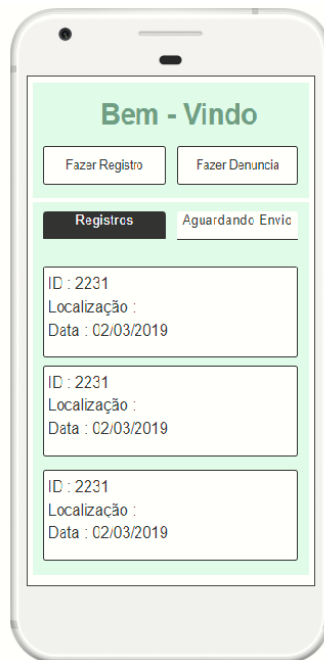 Bem - Vindo
Fazer Registro
Fazer Denuncia
Registros
Aguardando Envio
ID : 2231
Localização :
Data : 02/03/2019
ID : 2231
Localização :
Data : 02/03/2019
ID : 2231
Localização :
Data : 02/03/2019